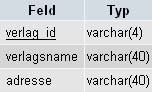 Feld Typ
verlag_id varchar(4)
verlagsname varchar(40)
adresse varchar(40)